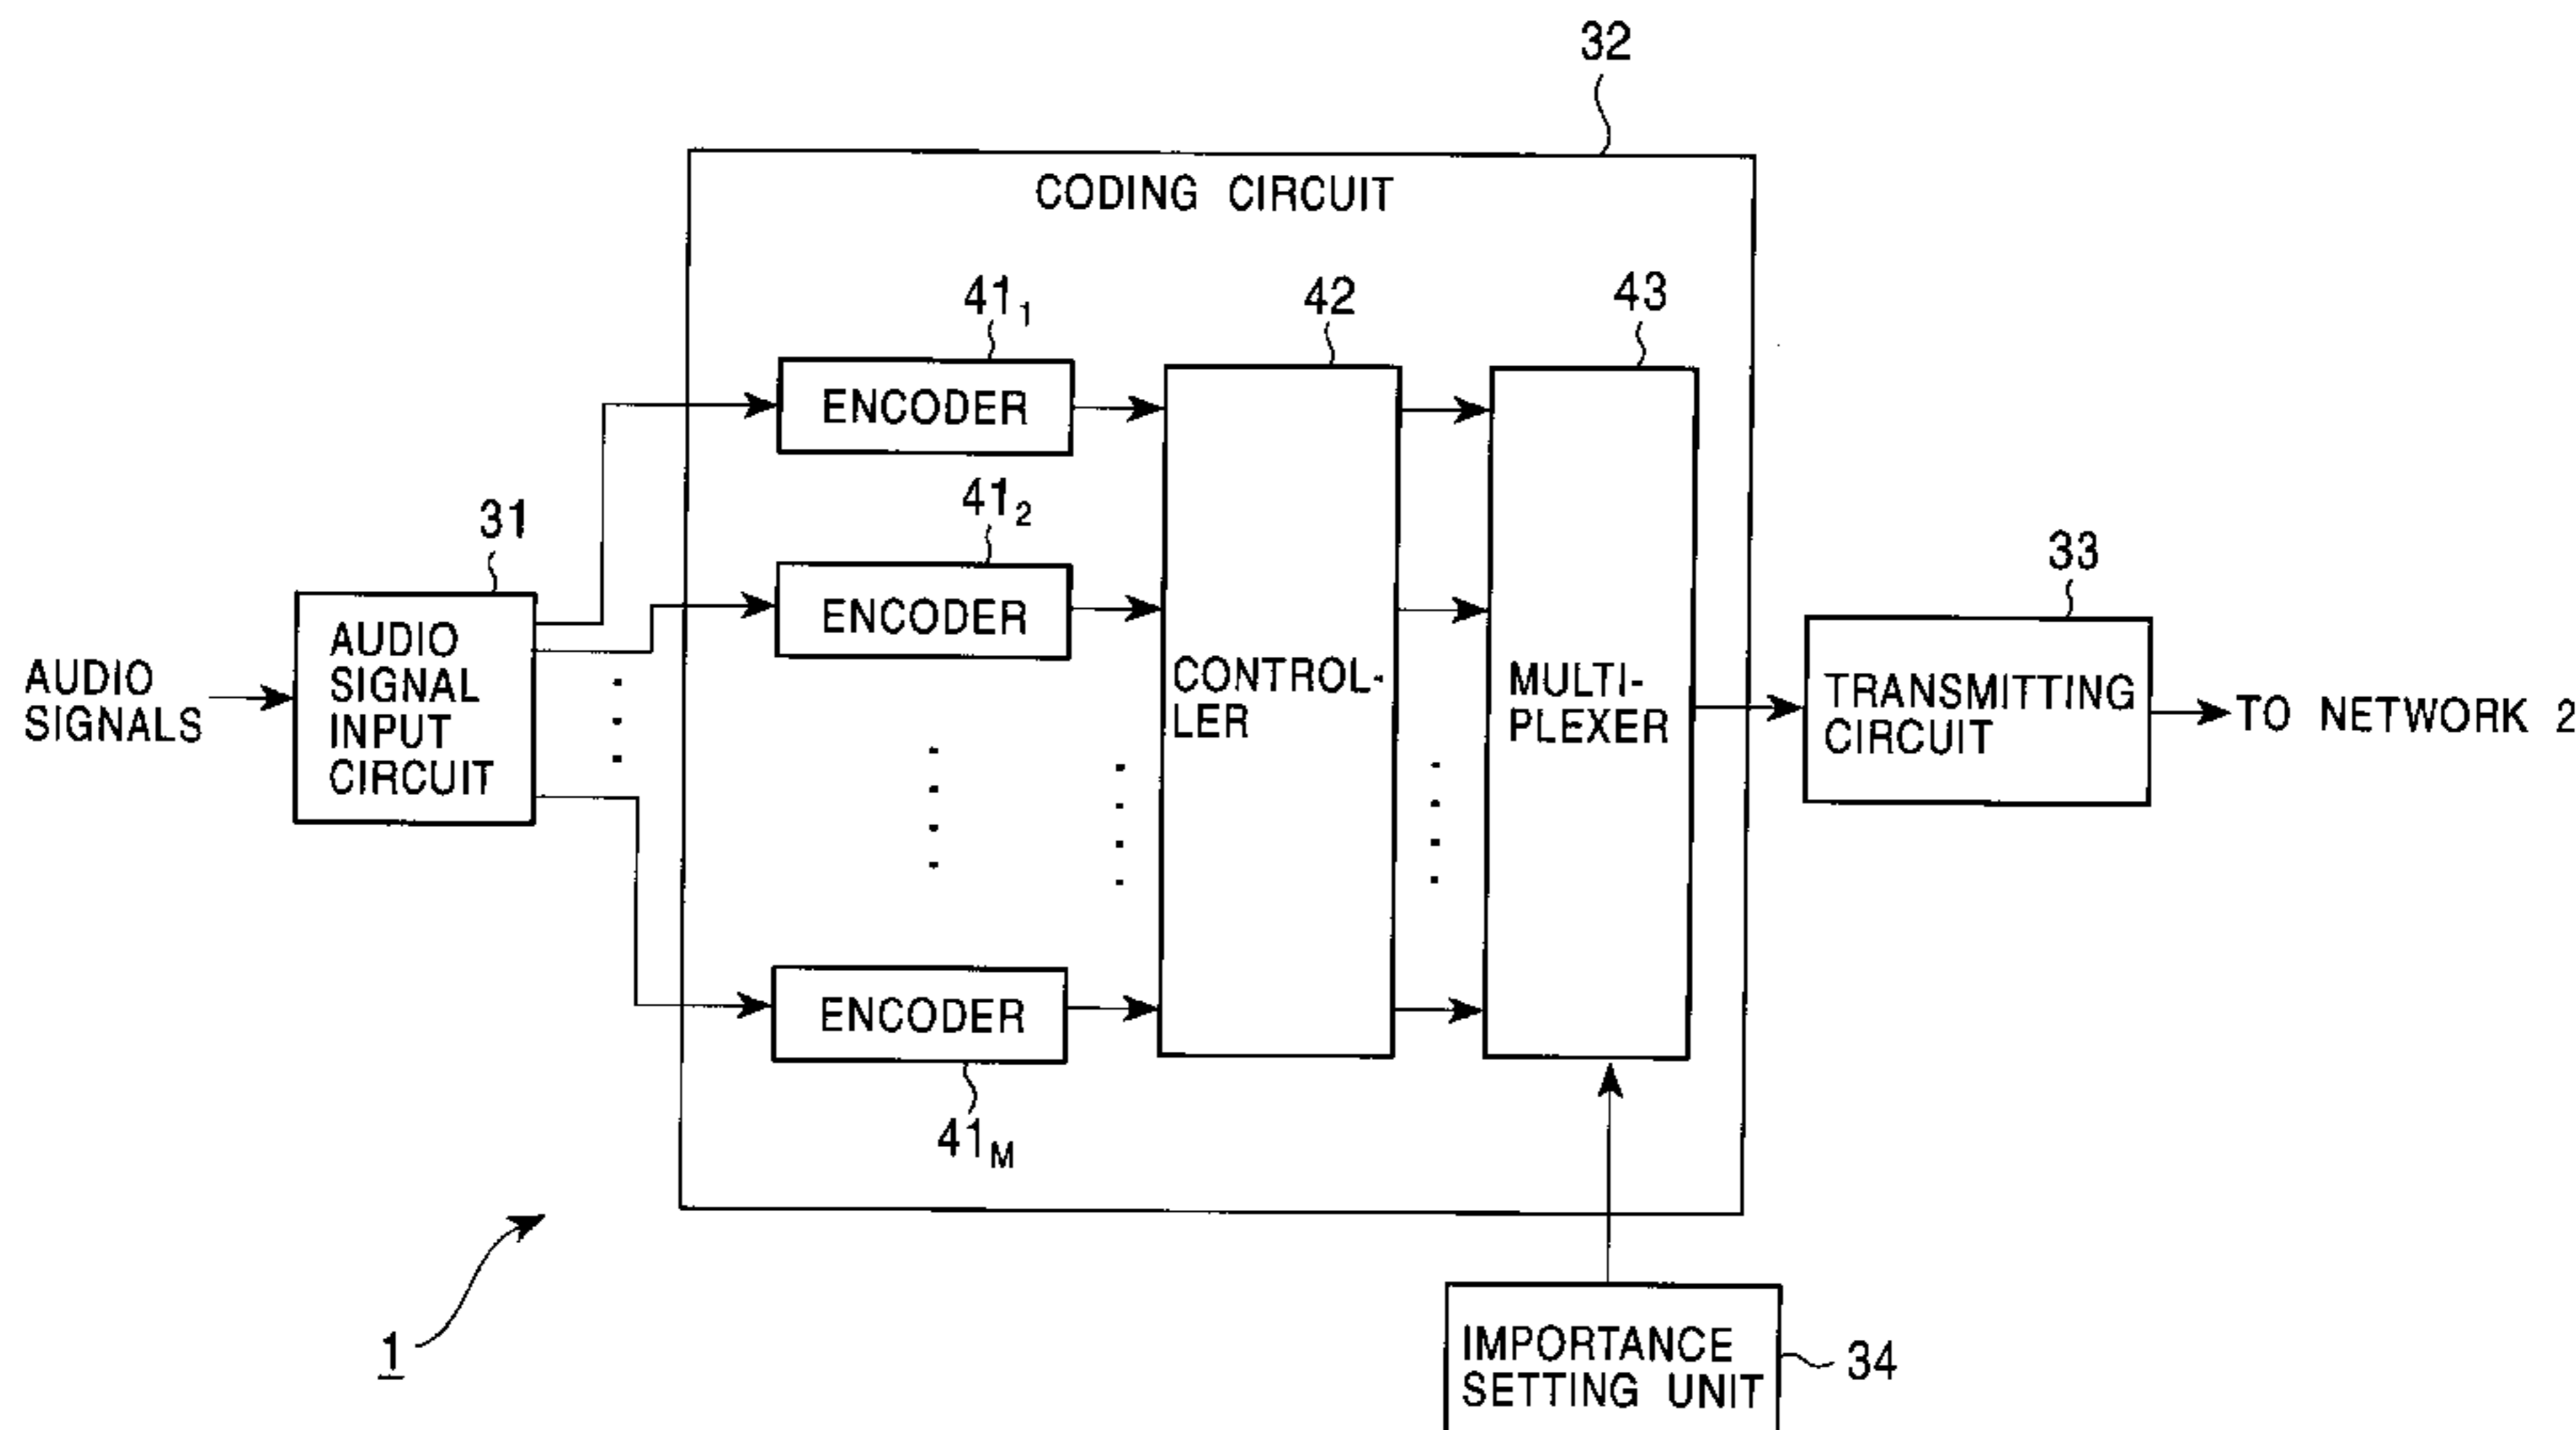 32
CODING CIRCUIT
41₁
42
43
ENCODER
41₂
31
ENCODER
33
AUDIO
SIGNALS
AUDIO
SIGNAL
INPUT
CIRCUIT
CONTROL-
LER
MULTI-
PLEXER
TRANSMITTING
CIRCUIT
TO NETWORK 2
ENCODER
41M
1
IMPORTANCE
SETTING UNIT
34